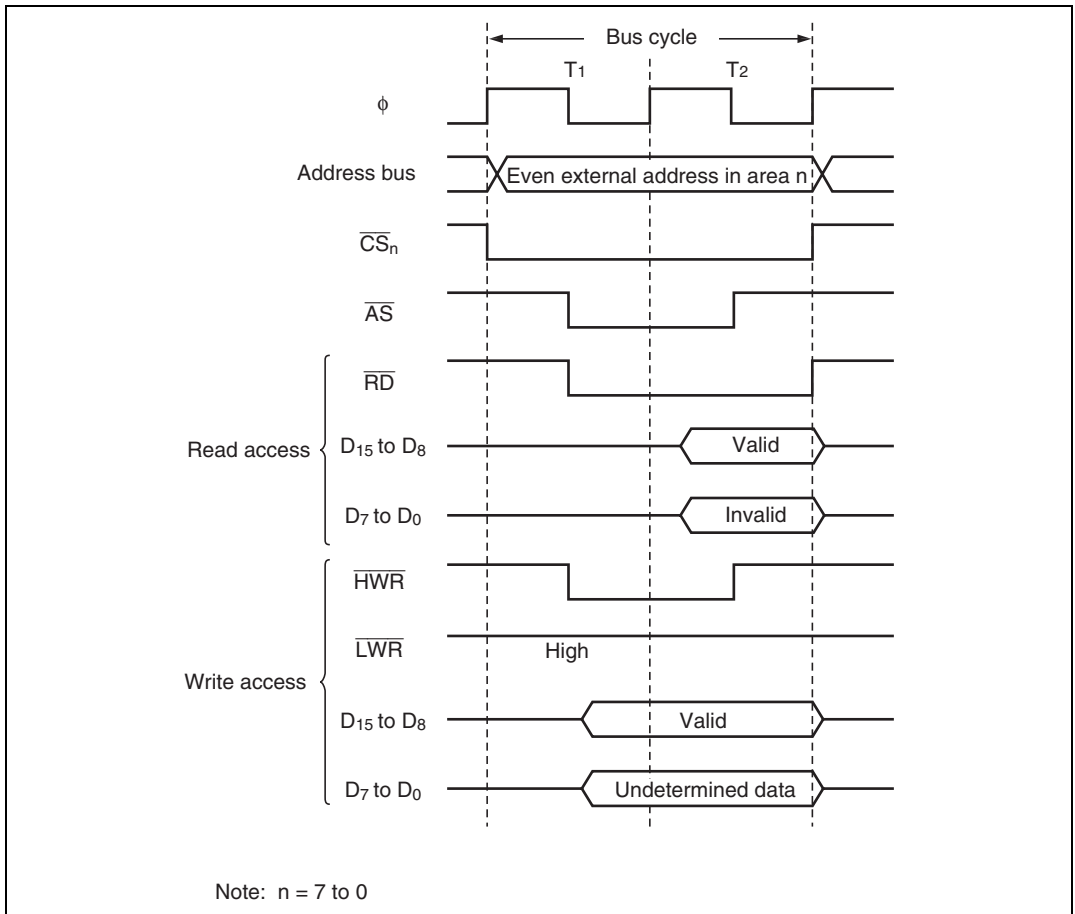 Bus cycle
T1 T2
ϕ
Address bus Even external address in area n
CSn
AS
Read access
RD
D15 to D8 Valid
D7 to D0 Invalid
Write access
HWR
LWR High
D15 to D8 Valid
D7 to D0 Undetermined data
Note: n = 7 to 0